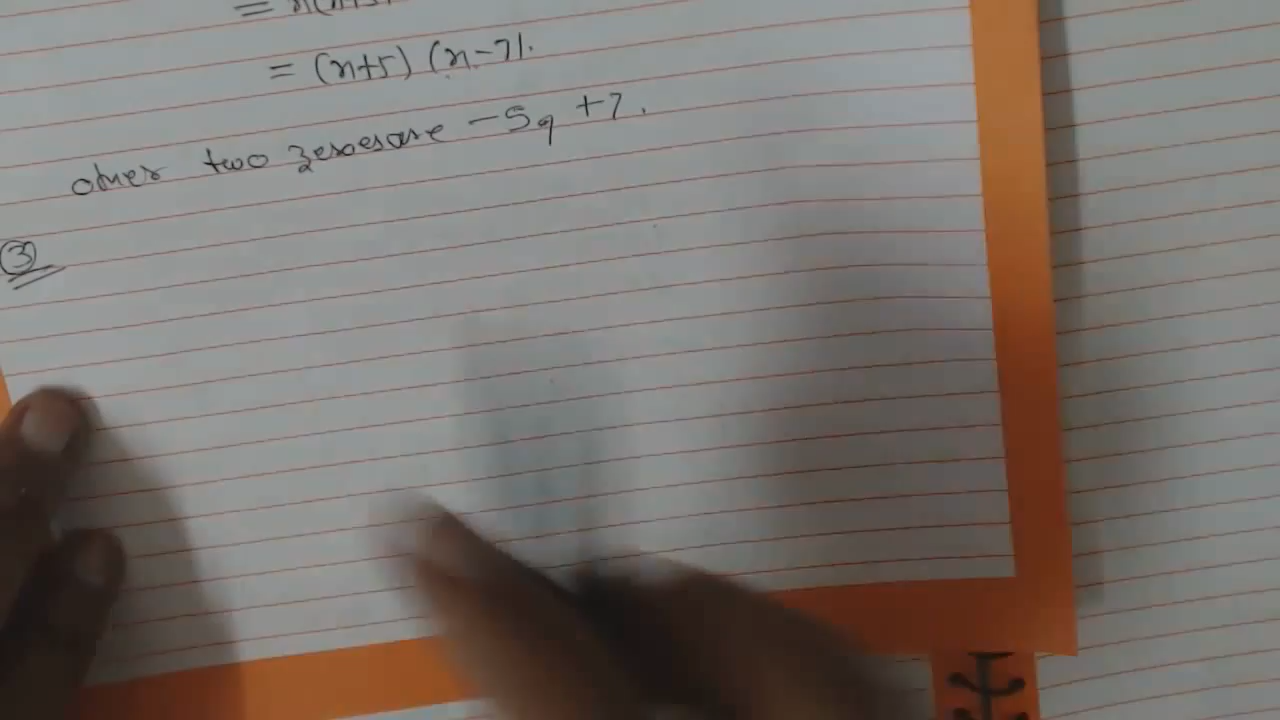 = (x+5) (x-7).
other two zeroes are -5, +7.
③